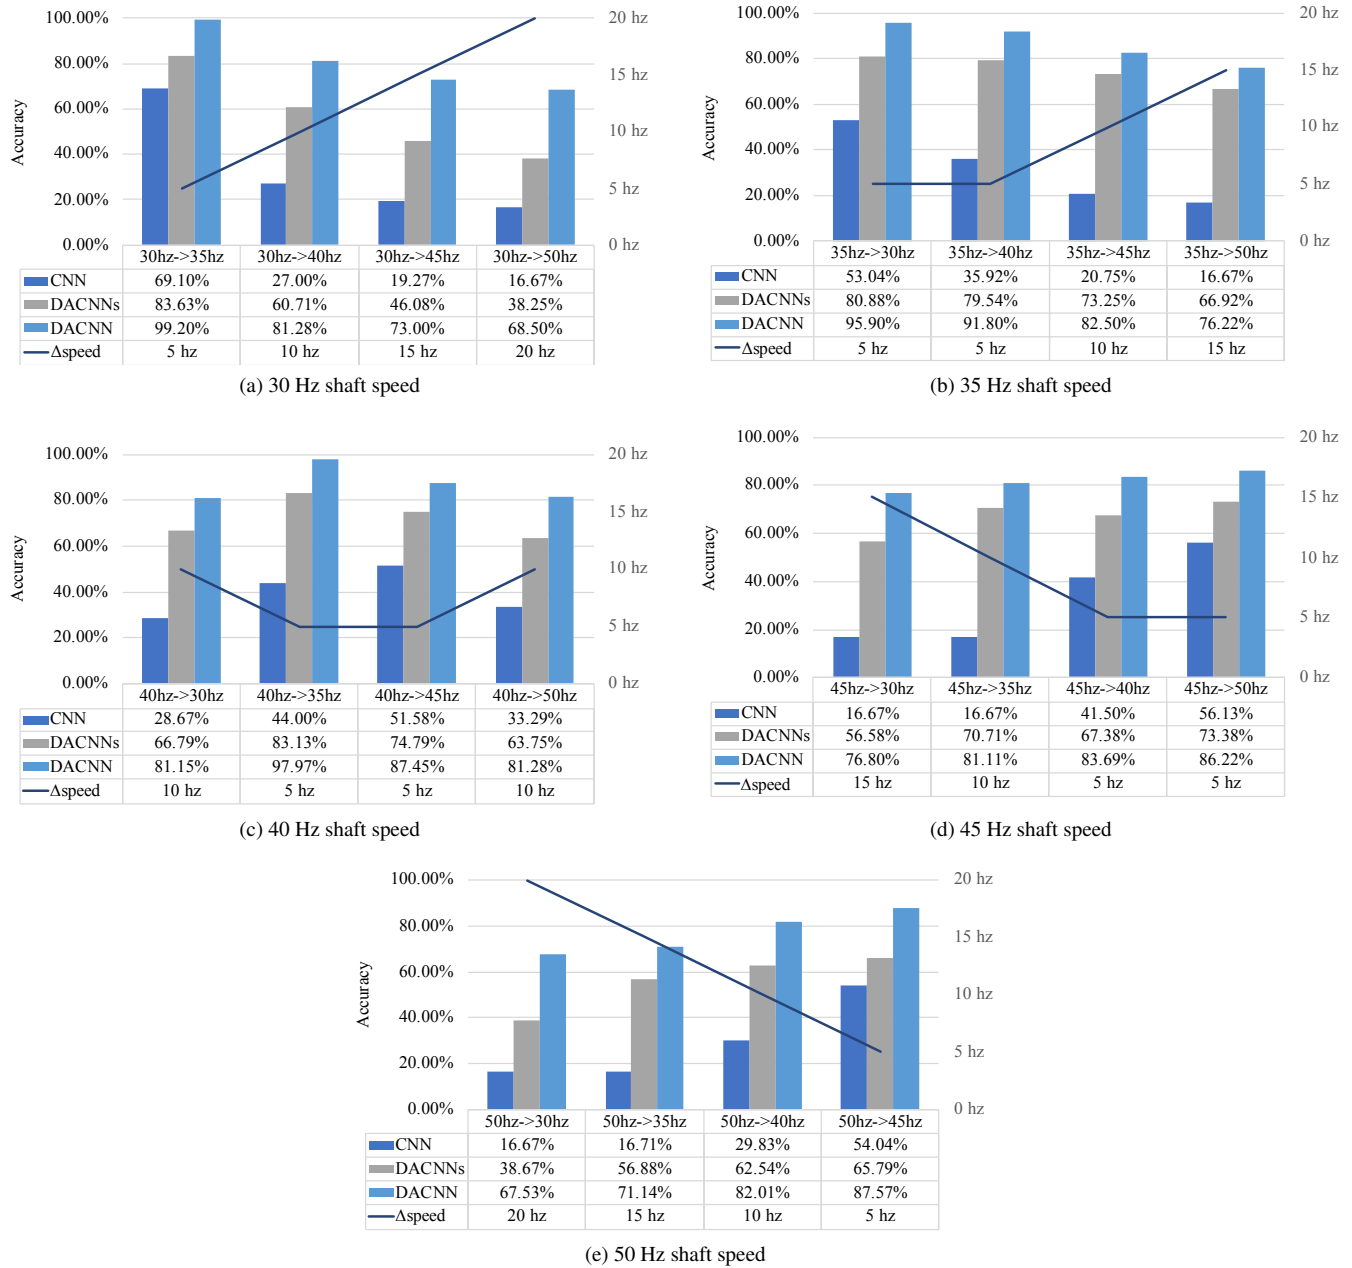 100.00%
80.00%
60.00%
40.00%
20.00%
0.00%
Accuracy
20 hz
15 hz
10 hz
5 hz
0 hz
30hz->35hz 30hz->40hz 30hz->45hz 30hz->50hz
CNN 69.10% 27.00% 19.27% 16.67%
DACNNs 83.63% 60.71% 46.08% 38.25%
DACNN 99.20% 81.28% 73.00% 68.50%
Δspeed 5 hz 10 hz 15 hz 20 hz
(a) 30 Hz shaft speed
100.00%
80.00%
60.00%
40.00%
20.00%
0.00%
Accuracy
20 hz
15 hz
10 hz
5 hz
0 hz
35hz->30hz 35hz->40hz 35hz->45hz 35hz->50hz
CNN 53.04% 35.92% 20.75% 16.67%
DACNNs 80.88% 79.54% 73.25% 66.92%
DACNN 95.90% 91.80% 82.50% 76.22%
Δspeed 5 hz 5 hz 10 hz 15 hz
(b) 35 Hz shaft speed
100.00%
80.00%
60.00%
40.00%
20.00%
0.00%
Accuracy
20 hz
15 hz
10 hz
5 hz
0 hz
40hz->30hz 40hz->35hz 40hz->45hz 40hz->50hz
CNN 28.67% 44.00% 51.58% 33.29%
DACNNs 66.79% 83.13% 74.79% 63.75%
DACNN 81.15% 97.97% 87.45% 81.28%
Δspeed 10 hz 5 hz 5 hz 10 hz
(c) 40 Hz shaft speed
100.00%
80.00%
60.00%
40.00%
20.00%
0.00%
Accuracy
20 hz
15 hz
10 hz
5 hz
0 hz
45hz->30hz 45hz->35hz 45hz->40hz 45hz->50hz
CNN 16.67% 16.67% 41.50% 56.13%
DACNNs 56.58% 70.71% 67.38% 73.38%
DACNN 76.80% 81.11% 83.69% 86.22%
Δspeed 15 hz 10 hz 5 hz 5 hz
(d) 45 Hz shaft speed
100.00%
80.00%
60.00%
40.00%
20.00%
0.00%
Accuracy
20 hz
15 hz
10 hz
5 hz
0 hz
50hz->30hz 50hz->35hz 50hz->40hz 50hz->45hz
CNN 16.67% 16.71% 29.83% 54.04%
DACNNs 38.67% 56.88% 62.54% 65.79%
DACNN 67.53% 71.14% 82.01% 87.57%
Δspeed 20 hz 15 hz 10 hz 5 hz
(e) 50 Hz shaft speed